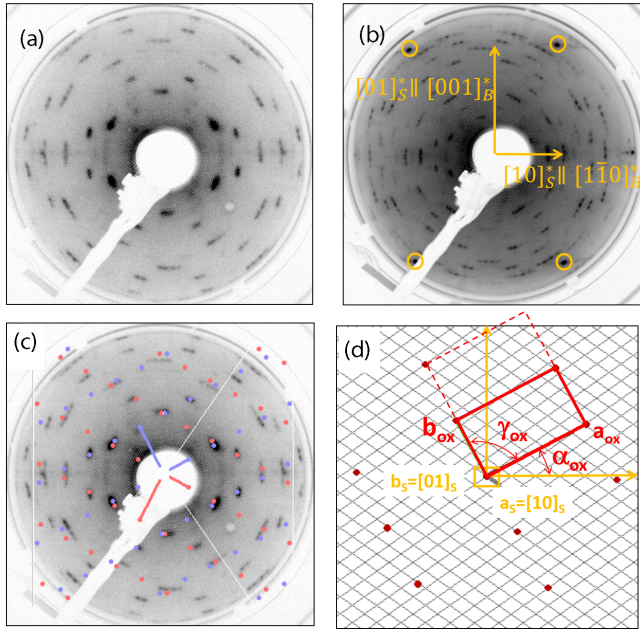 (a)
(b)
[01]*S ∥ [001]*B
[10]*S ∥ [11̅0]*B
(c)
(d)
box
γox
aox
αox
bs=[01]s
as=[10]s